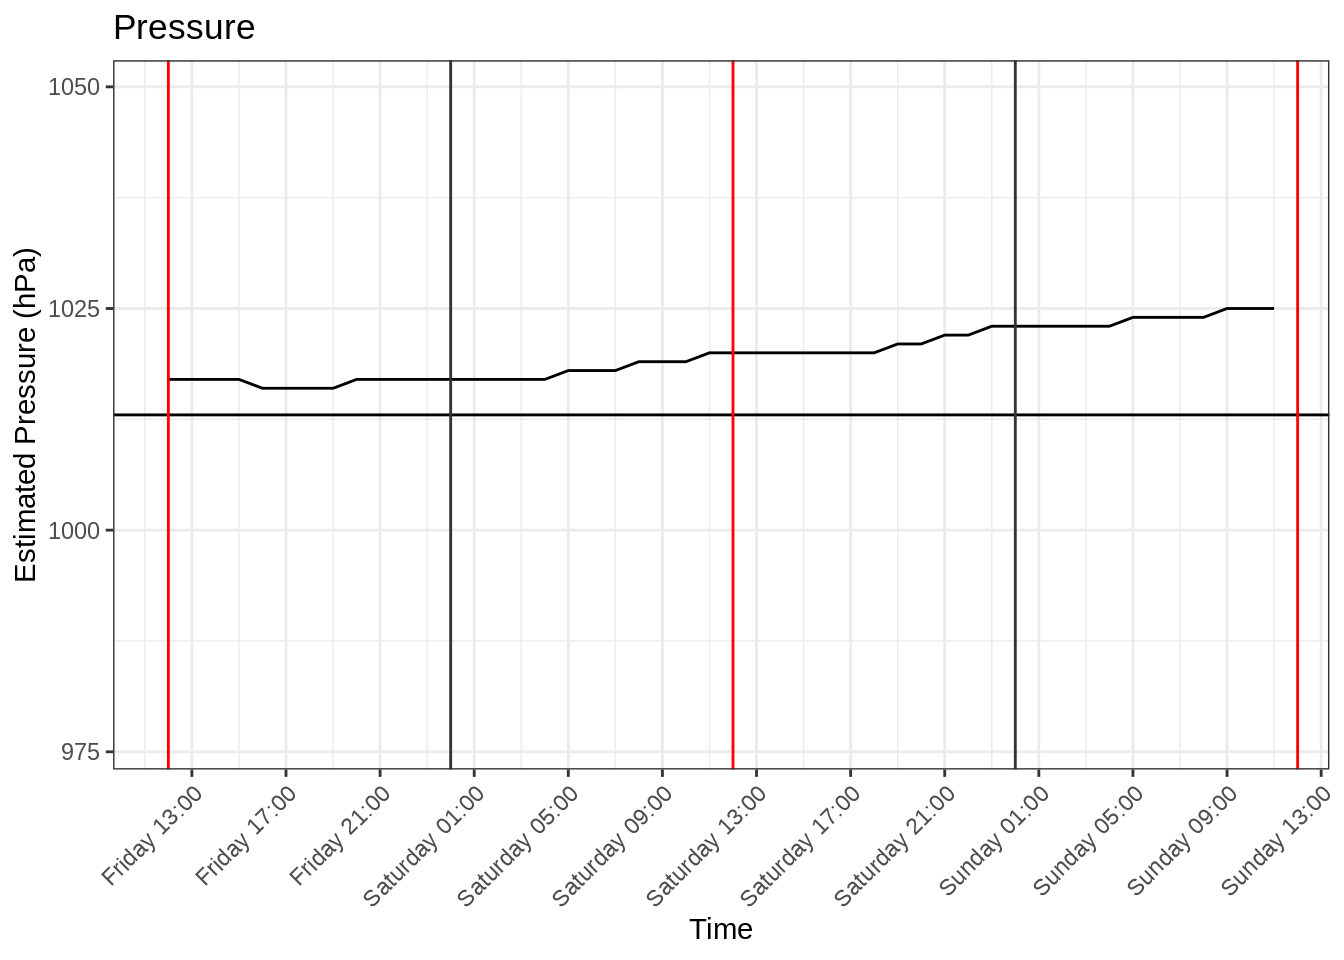 Pressure
Estimated Pressure (hPa)
1050
1025
1000
975
Friday 13:00
Friday 17:00
Friday 21:00
Saturday 01:00
Saturday 05:00
Saturday 09:00
Saturday 13:00
Saturday 17:00
Saturday 21:00
Sunday 01:00
Sunday 05:00
Sunday 09:00
Sunday 13:00
Time